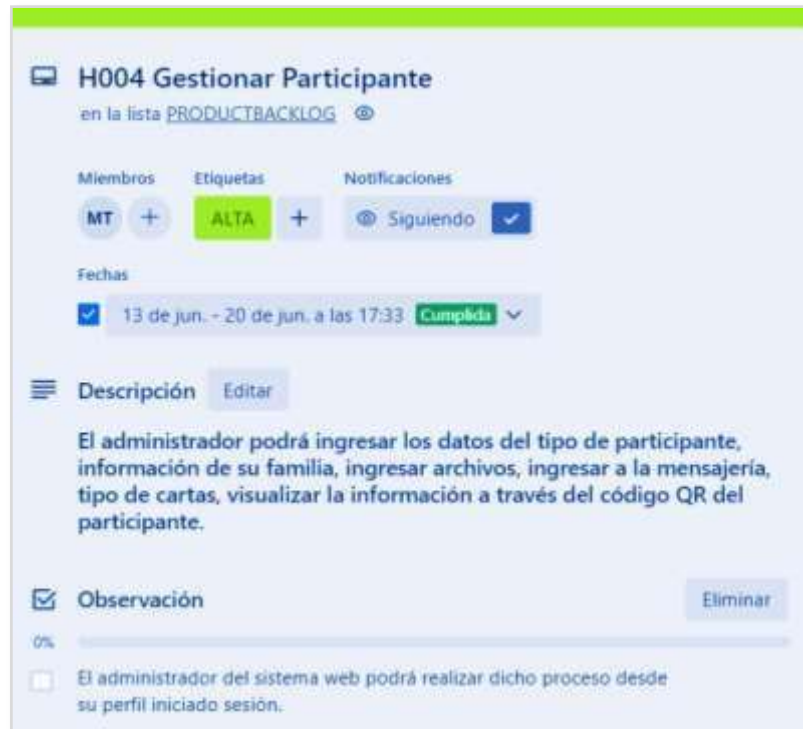 H004 Gestionar Participante
en la lista PRODUCTBACKLOG
Miembros Etiquetas Notificaciones
MT + ALTA + Siguiendo
Fechas
13 de jun. - 20 de jun. a las 17:33 Cumplida
Descripción Editar
El administrador podrá ingresar los datos del tipo de participante,
información de su familia, ingresar archivos, ingresar a la mensajería,
tipo de cartas, visualizar la información a través del código QR del
participante.
Observación Eliminar
0%
El administrador del sistema web podrá realizar dicho proceso desde
su perfil iniciado sesión.